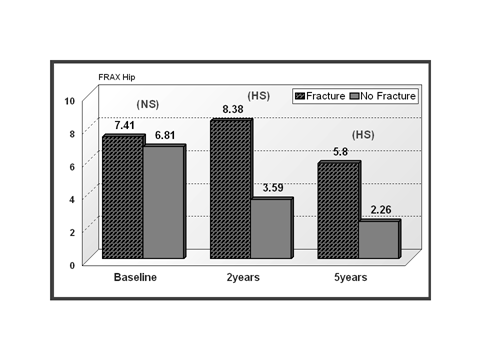 FRAX Hip
Fracture No Fracture
(NS)
(HS)
(HS)
10
8
6
4
2
0
7.41
6.81
8.38
3.59
5.8
2.26
Baseline
2years
5years